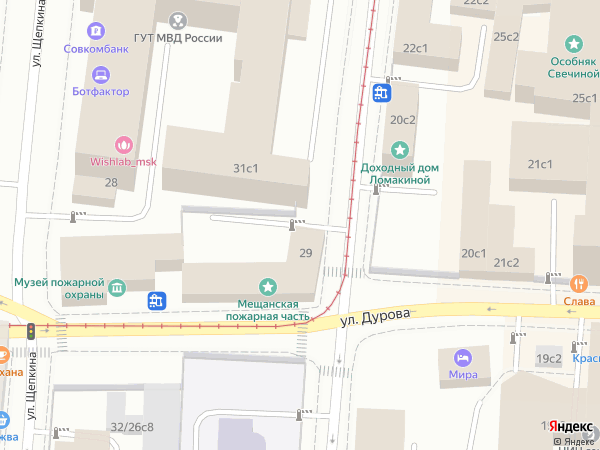 ул. Щепкина
Совкомбанк
ГУТ МВД России
22с2
25с2
22с1
Особняк
Свечиной
Ботфактор
25с1
20с2
Wishlab_msk
31с1
Доходный дом
Ломакиной
21с1
28
29
20с1
21с2
Музей пожарной
охраны
Мещанская
пожарная часть
Слава
ул. Дурова
ул. Щепкина
19с2
Мира
32/26с8
Яндекс